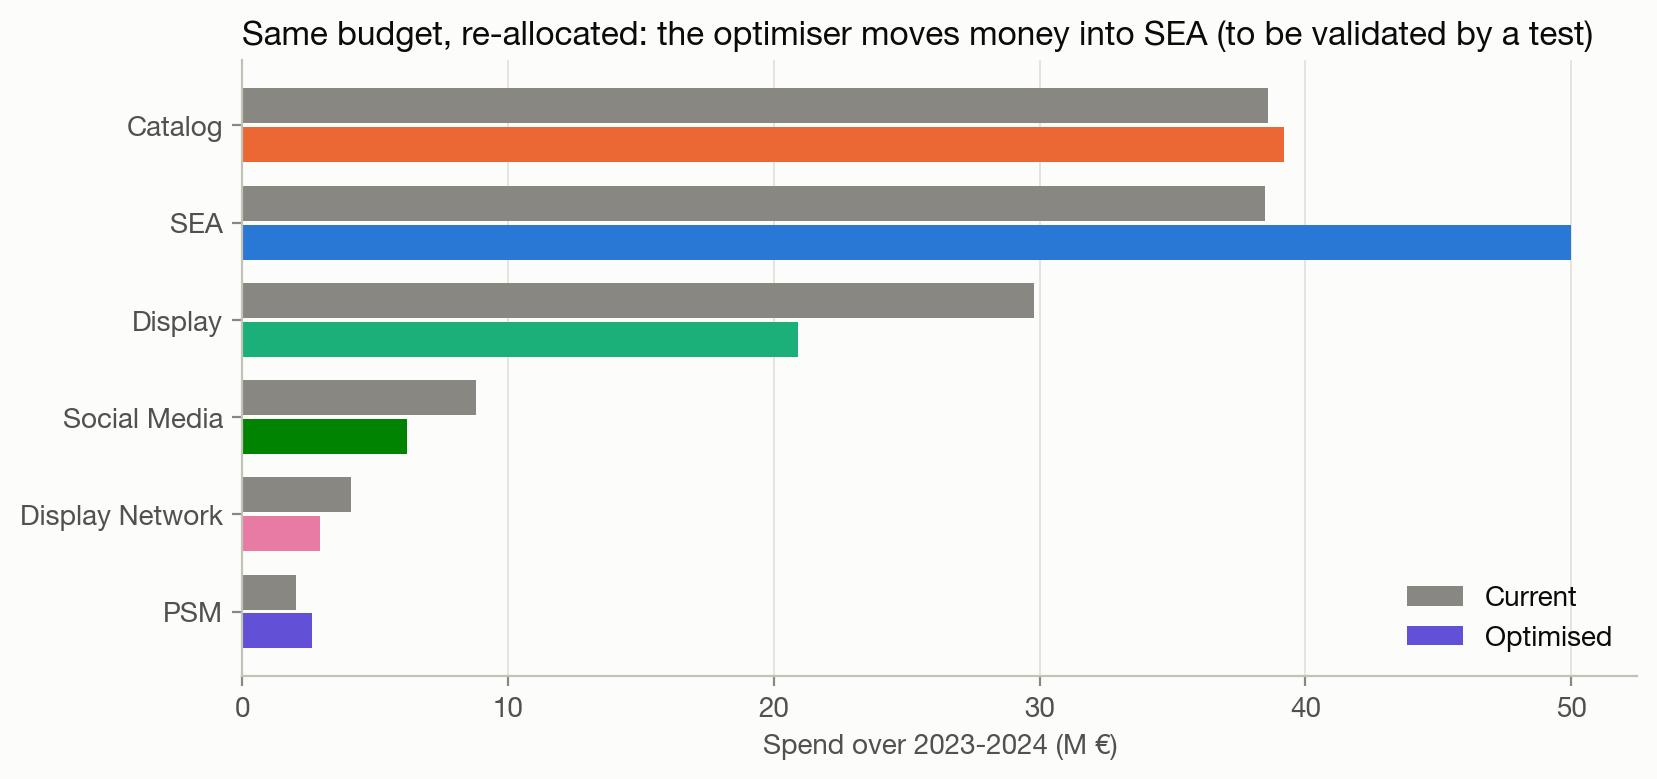 Same budget, re-allocated: the optimiser moves money into SEA (to be validated by a test)
Catalog
SEA
Display
Social Media
Display Network
PSM
Current
Optimised
0 10 20 30 40 50
Spend over 2023-2024 (M €)